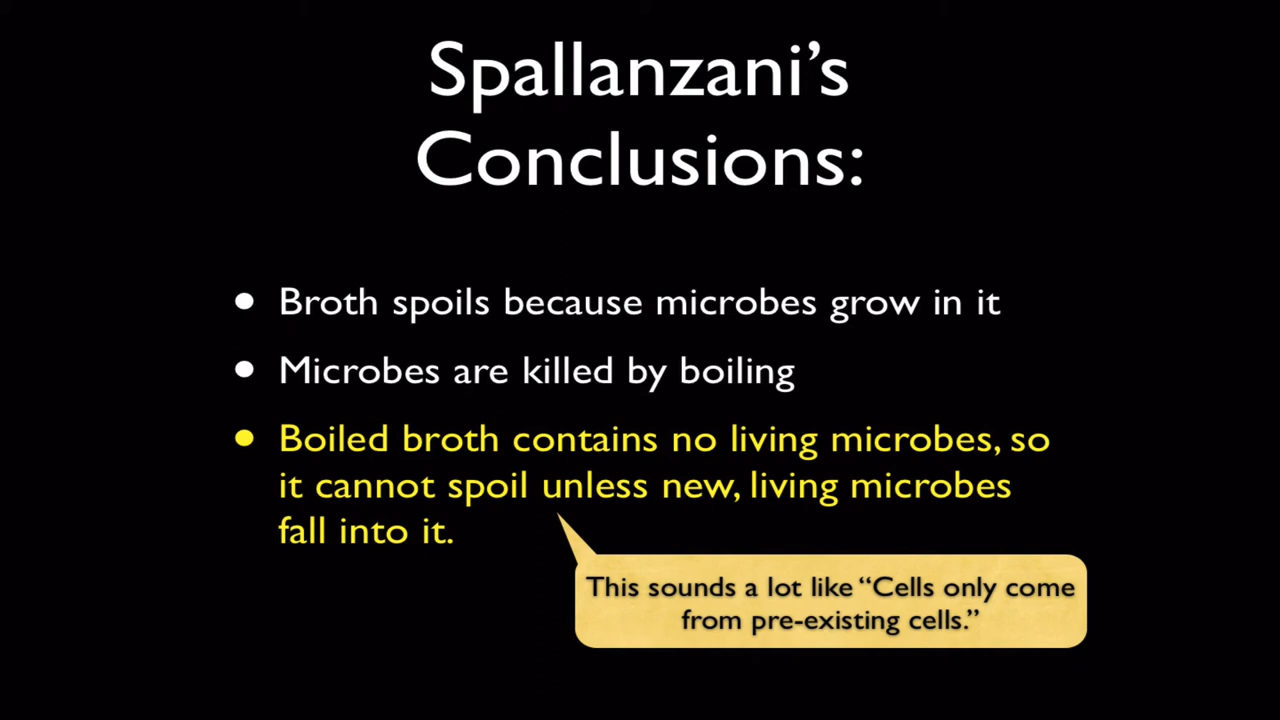 Spallanzani’s
Conclusions:
• Broth spoils because microbes grow in it
• Microbes are killed by boiling
• Boiled broth contains no living microbes, so
it cannot spoil unless new, living microbes
fall into it.
This sounds a lot like “Cells only come
from pre-existing cells.”